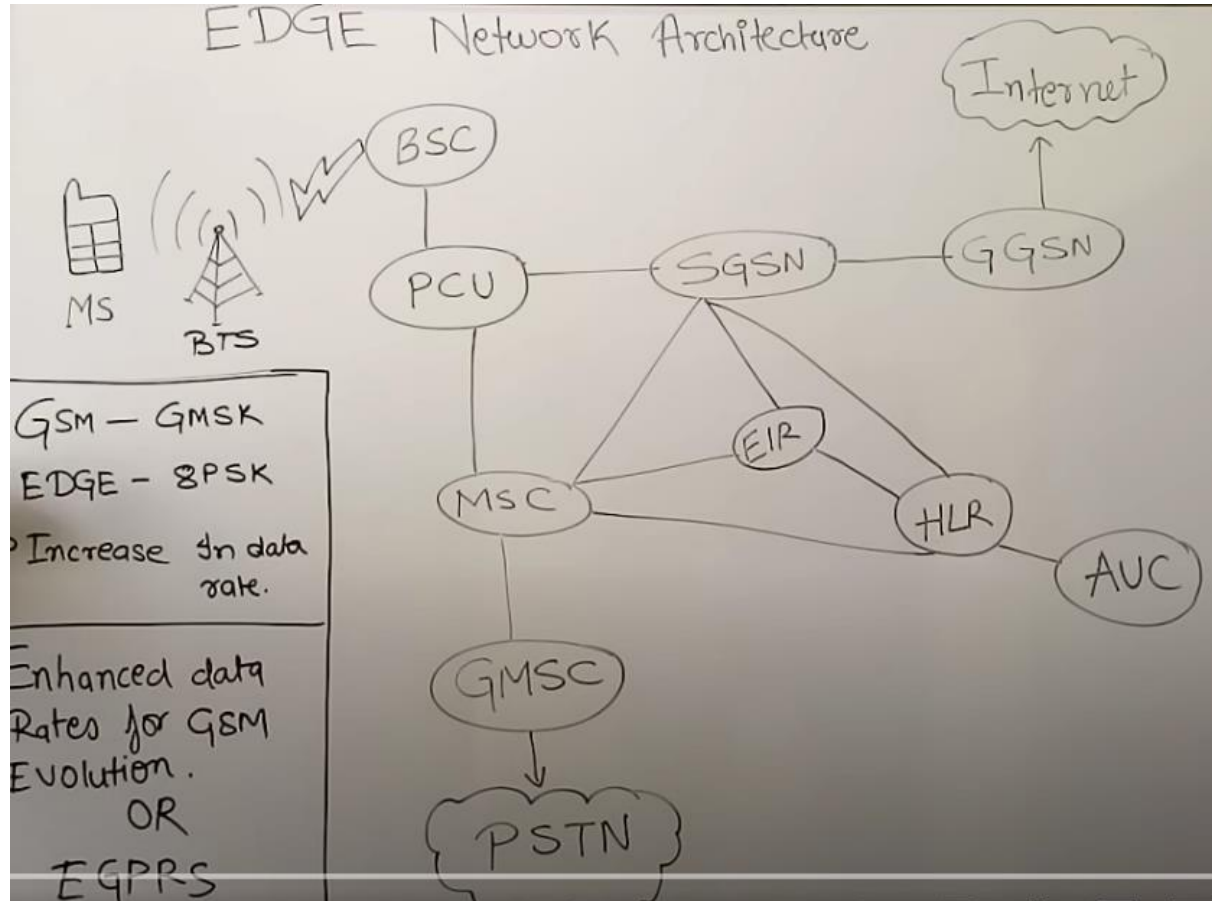 EDGE Network Architecture
Internet
BSC
PCU
SGSN
GGSN
MS
BTS
GSM - GMSK
EDGE - 8PSK
Increase In data
rate.
Enhanced data
Rates for GSM
Evolution.
OR
EGPRS
EIR
MSC
HLR
AUC
GMSC
PSTN